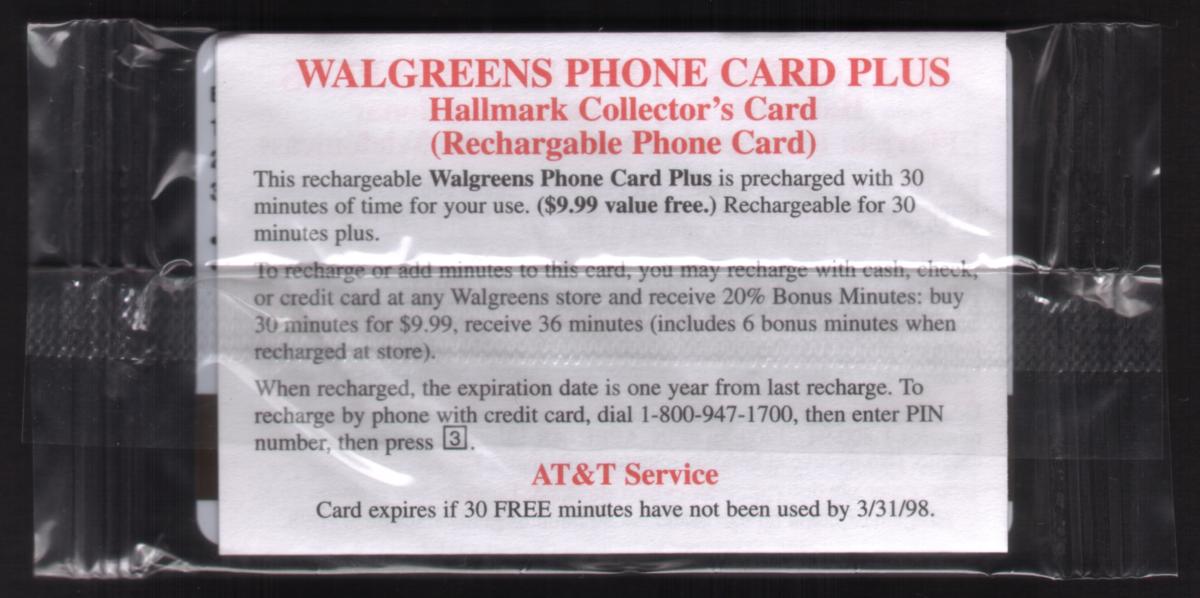 WALGREENS PHONE CARD PLUS
Hallmark Collector's Card
(Rechargable Phone Card)
This rechargeable Walgreens Phone Card Plus is precharged with 30
minutes of time for your use. ($9.99 value free.) Rechargeable for 30
minutes plus.
To recharge or add minutes to this card, you may recharge with cash, check,
or credit card at any Walgreens store and receive 20% Bonus Minutes: buy
30 minutes for $9.99, receive 36 minutes (includes 6 bonus minutes when
recharged at store).
When recharged, the expiration date is one year from last recharge. To
recharge by phone with credit card, dial 1-800-947-1700, then enter PIN
number, then press 3.
AT&T Service
Card expires if 30 FREE minutes have not been used by 3/31/98.